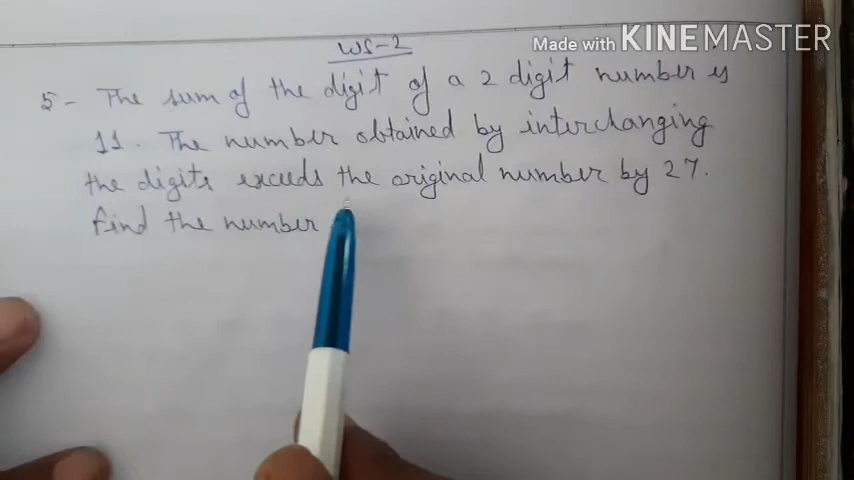 Made with KINEMASTER
WS-2
5- The sum of the digit of a 2 digit number is
11. The number obtained by interchanging
the digits exceds the original number by 27.
find the number